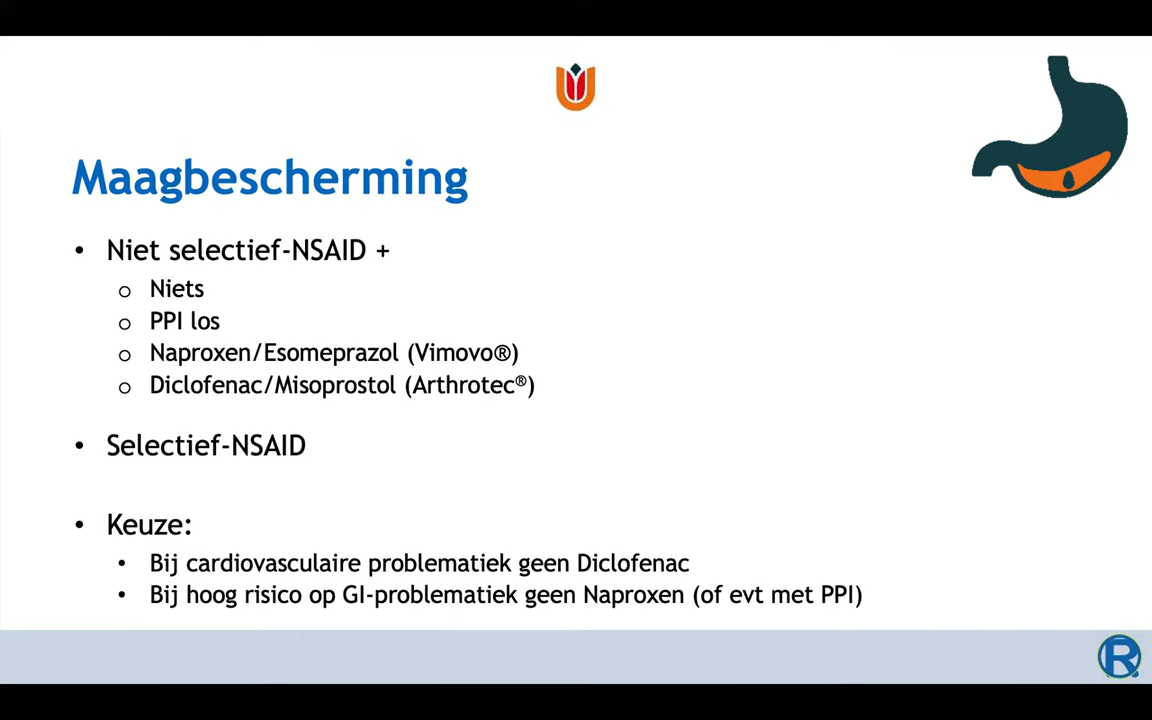 Maagbescherming
• Niet selectief-NSAID +
o Niets
o PPI los
o Naproxen/Esomeprazol (Vimovo®)
o Diclofenac/Misoprostol (Arthrotec®)
• Selectief-NSAID
• Keuze:
• Bij cardiovasculaire problematiek geen Diclofenac
• Bij hoog risico op GI-problematiek geen Naproxen (of evt met PPI)
R